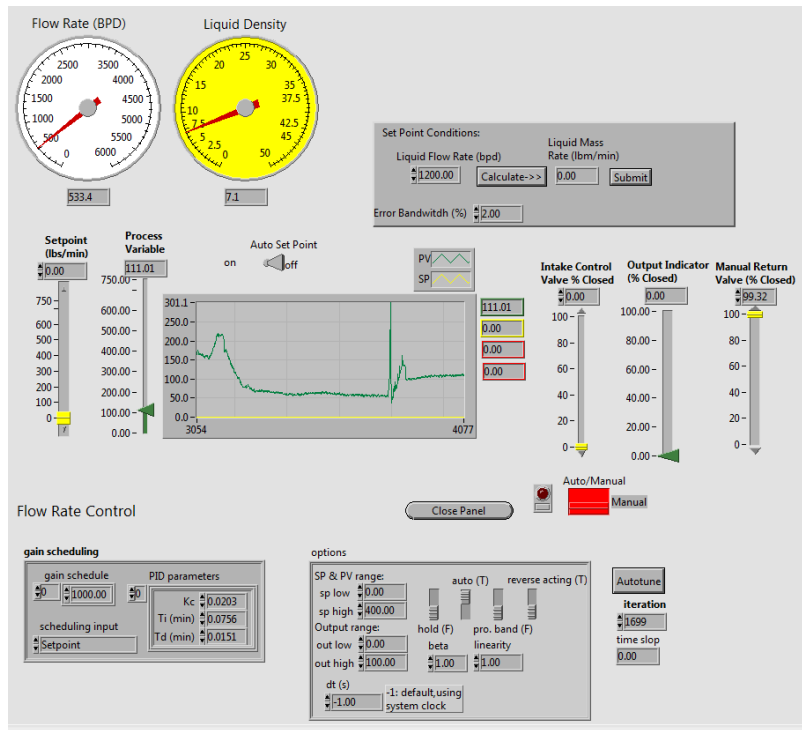 Flow Rate (BPD)
Liquid Density
2500 3500
2000 4000
1500 4500
1000 5000
500 5500
0 6000
533.4
25
20 30
15 35
10 37.5
7.5 42.5
5 45
2.5
0 50
7.1
Set Point Conditions:
Liquid Flow Rate (bpd)
Liquid Mass
Rate (lbm/min)
1200.00 Calculate->> 0.00 Submit
Error Bandwitdh (%) 2.00
Setpoint
(lbs/min)
0.00
750
600
500
400
300
200
100
0
Process
Variable
111.01
750.00
600.00
500.00
400.00
300.00
200.00
100.00
0.00
Auto Set Point
on off
PV
SP
301.1
250.0
200.0
150.0
100.0
50.0
0.0
3054 4077
111.01
0.00
0.00
0.00
Intake Control
Valve % Closed
0.00
100
80
60
40
20
0
Output Indicator
(% Closed)
0.00
100.00
80.00
60.00
40.00
20.00
0.00
Manual Return
Valve (% Closed)
99.32
100
80
60
40
20
0
Auto/Manual
Manual
Flow Rate Control
Close Panel
gain scheduling
gain schedule
0 1000.00
scheduling input
Setpoint
PID parameters
0
Kc 0.0203
Ti (min) 0.0756
Td (min) 0.0151
options
SP & PV range:
sp low 0.00
sp high 400.00
Output range:
out low 0.00
out high 100.00
dt (s)
-1.00
-1: default,using
system clock
auto (T) reverse acting (T)
hold (F) pro. band (F)
beta linearity
1.00 1.00
Autotune
iteration
1699
time slop
0.00